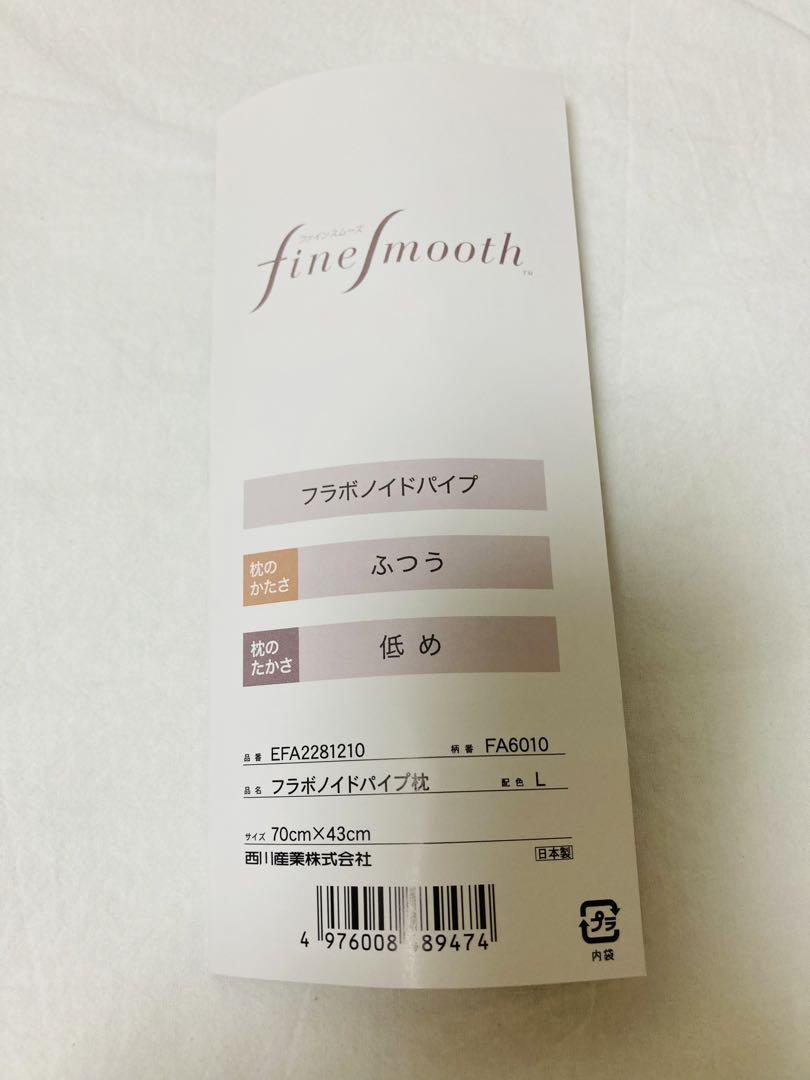 ファインスムーズ
fine Smooth™
フラボノイドパイプ
枕の
かたさ
ふつう
枕の
たかさ
低め
品番 EFA2281210 柄番 FA6010
品名 フラボノイドパイプ枕 配色 L
サイズ 70cm×43cm
西川産業株式会社 日本製
4 976008 489474
プラ
内袋